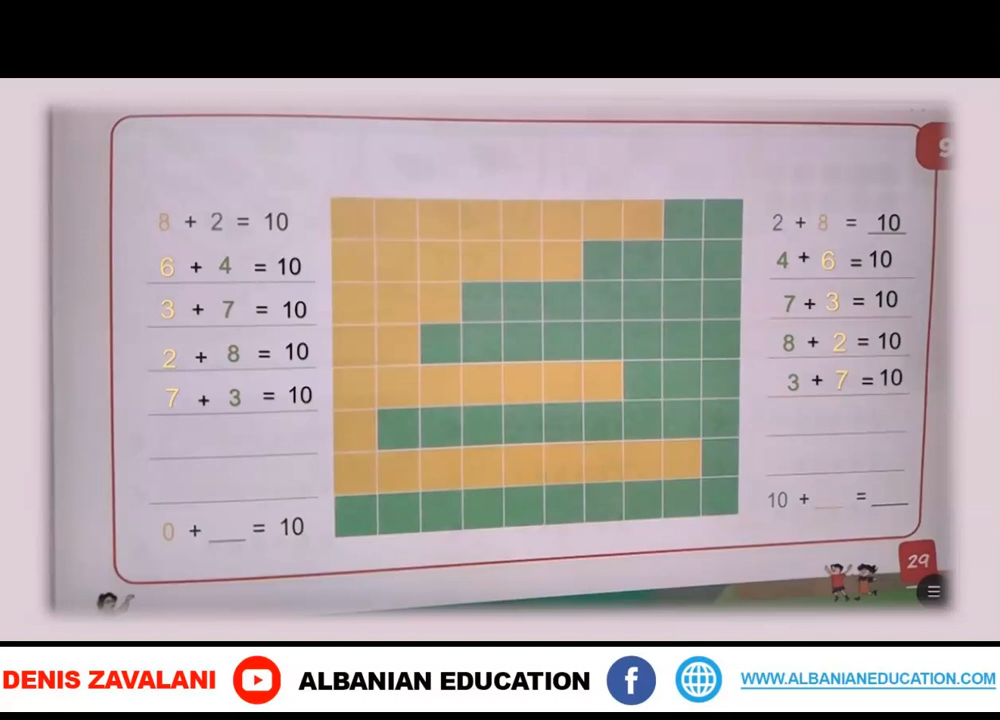 9
8 + 2 = 10
6 + 4 = 10
3 + 7 = 10
2 + 8 = 10
7 + 3 = 10
0 + ___ = 10
2 + 8 = 10
4 + 6 = 10
7 + 3 = 10
8 + 2 = 10
3 + 7 = 10
10 + ___ = ___
29
DENIS ZAVALANI
ALBANIAN EDUCATION
f
WWW.ALBANIANEDUCATION.COM